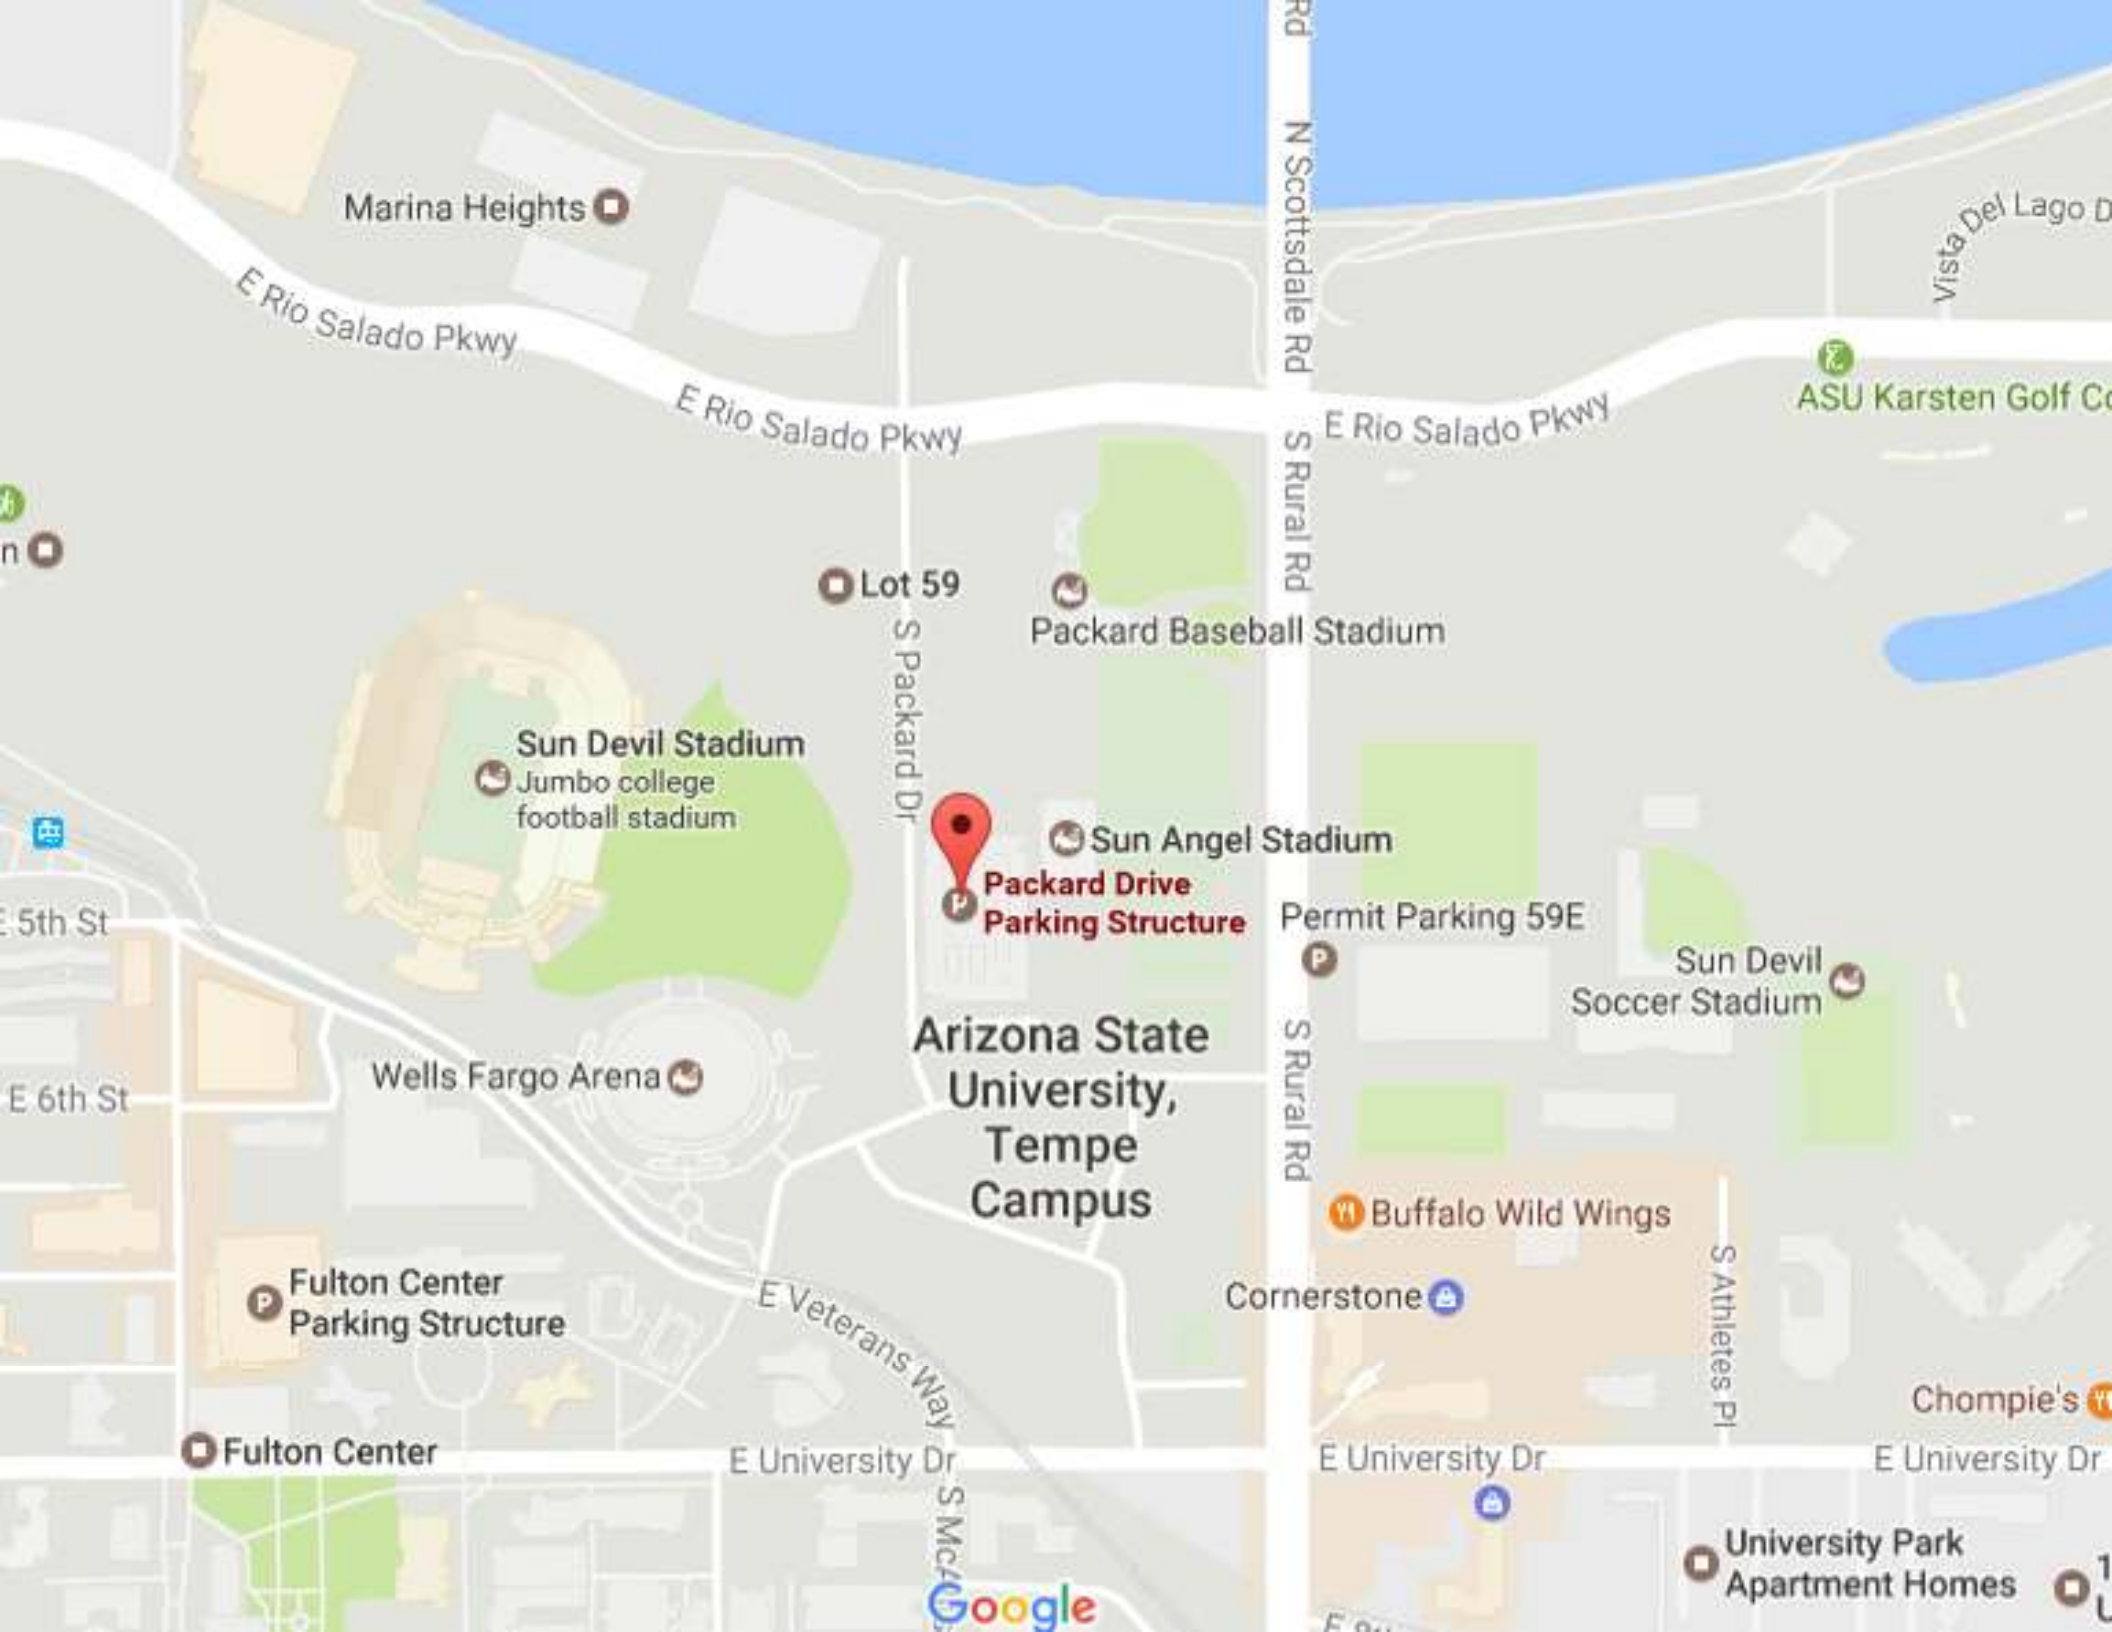 Rd
N Scottsdale Rd
Marina Heights
Vista Del Lago D
E Rio Salado Pkwy
E Rio Salado Pkwy
E Rio Salado Pkwy
ASU Karsten Golf Co
S Rural Rd
n
Lot 59
Packard Baseball Stadium
S Packard Dr
Sun Devil Stadium
Jumbo college
football stadium
Sun Angel Stadium
Packard Drive
Parking Structure
Permit Parking 59E
E 5th St
Sun Devil
Soccer Stadium
Arizona State
University,
Tempe
Campus
S Rural Rd
Wells Fargo Arena
E 6th St
Buffalo Wild Wings
Fulton Center
Parking Structure
Cornerstone
S Athletes Pl
E Veterans Way
Chompie's
Fulton Center
E University Dr
E University Dr
E University Dr
S McA
University Park
Apartment Homes
1
Google